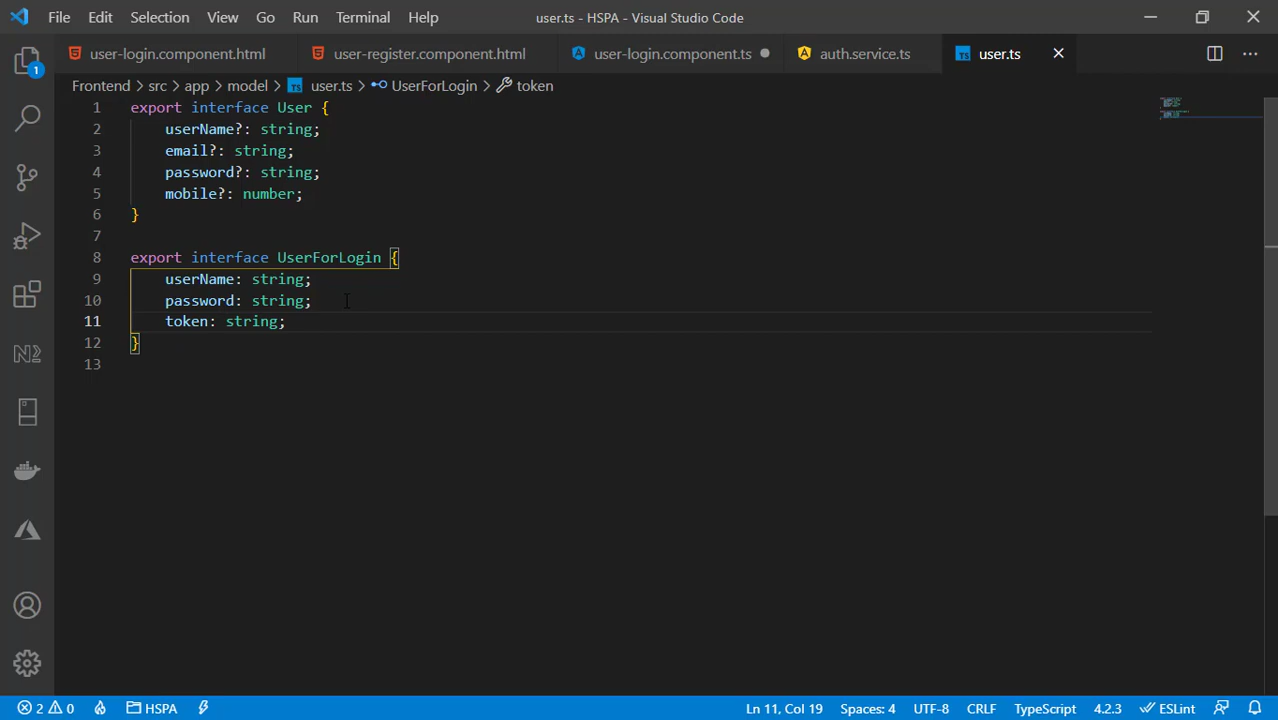 File Edit Selection View Go Run Terminal Help user.ts - HSPA - Visual Studio Code
user-login.component.html user-register.component.html user-login.component.ts auth.service.ts user.ts
Frontend > src > app > model > TS user.ts > UserForLogin > token
1 export interface User {
2 userName?: string;
3 email?: string;
4 password?: string;
5 mobile?: number;
6 }
7
8 export interface UserForLogin {
9 userName: string;
10 password: string;
11 token: string;
12 }
13
1
N2
2 0 HSPA Ln 11, Col 19 Spaces: 4 UTF-8 CRLF TypeScript 4.2.3 ESLint